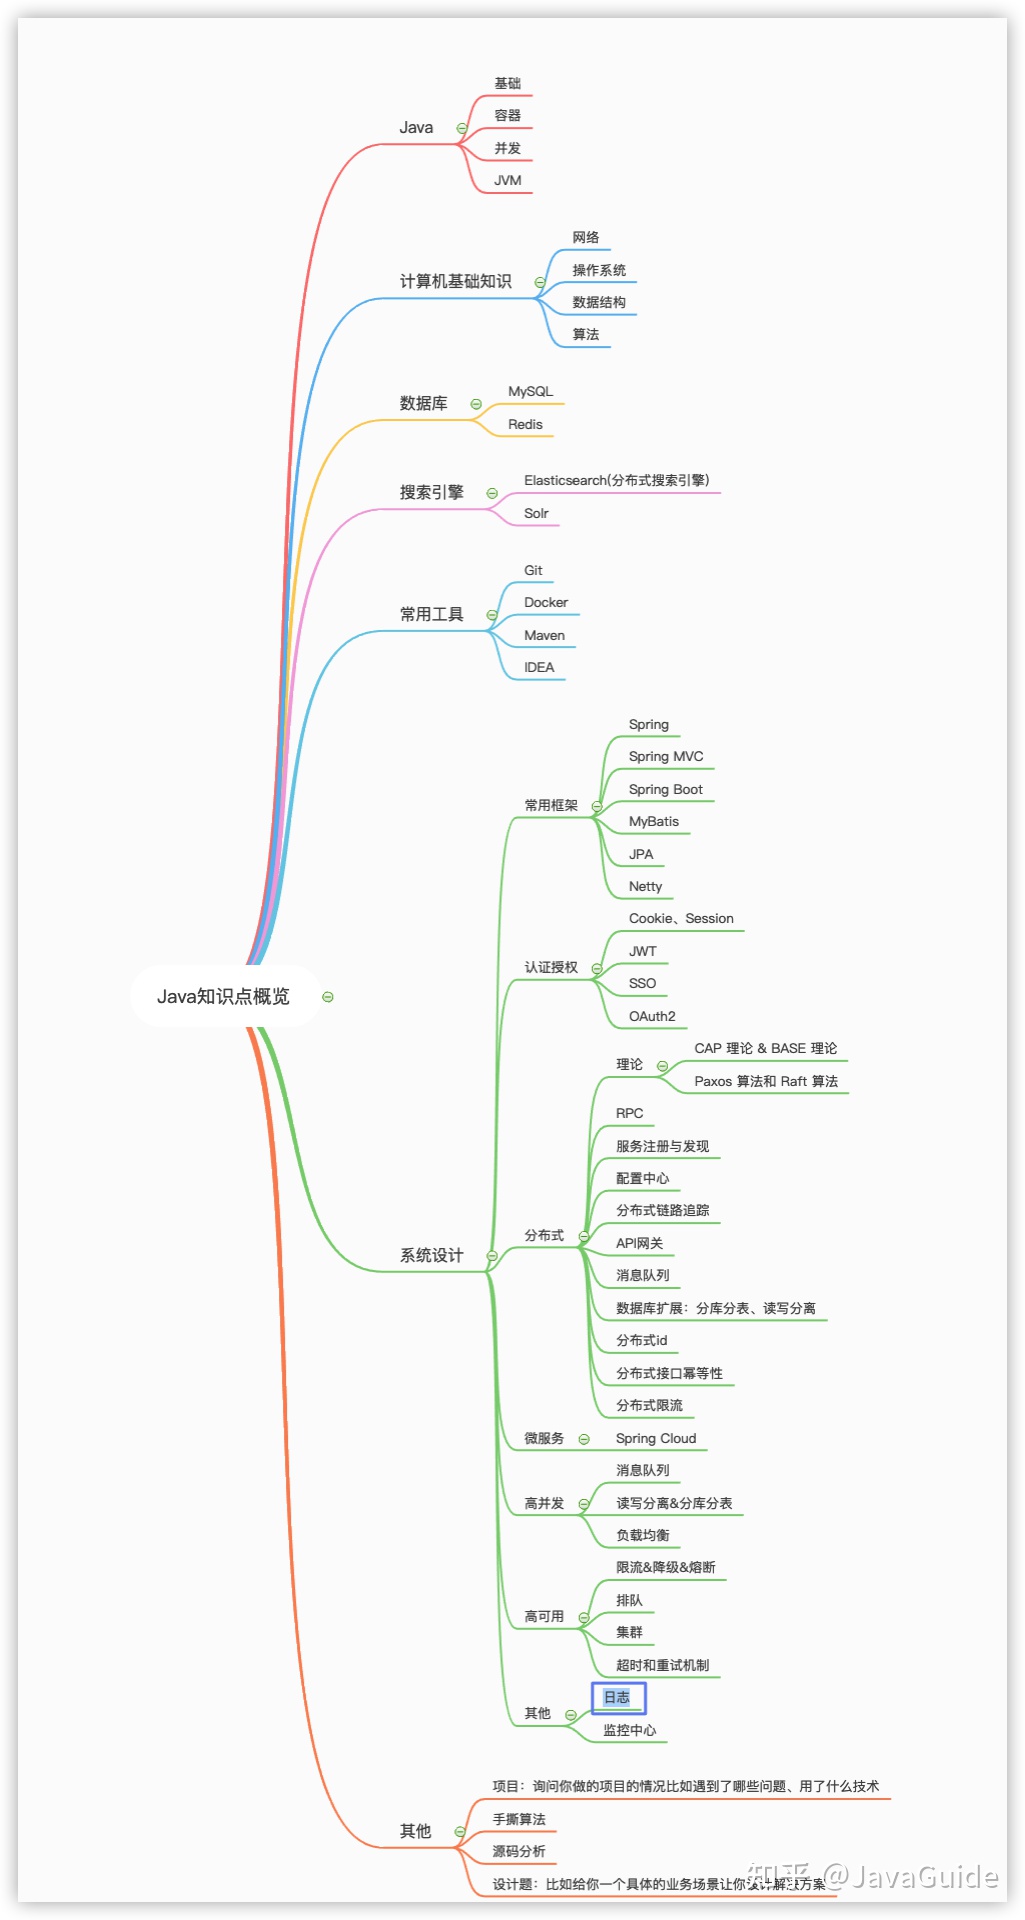 基础
容器
Java
并发
JVM
网络
操作系统
计算机基础知识
数据结构
算法
MySQL
数据库
Redis
Elasticsearch(分布式搜索引擎)
搜索引擎
Solr
Git
Docker
常用工具
Maven
IDEA
Spring
Spring MVC
Spring Boot
常用框架
MyBatis
JPA
Netty
Cookie、Session
JWT
认证授权
SSO
OAuth2
Java知识点概览
CAP 理论 & BASE 理论
理论
Paxos 算法和 Raft 算法
RPC
服务注册与发现
配置中心
分布式链路追踪
分布式
API网关
系统设计
消息队列
数据库扩展：分库分表、读写分离
分布式id
分布式接口幂等性
分布式限流
微服务
Spring Cloud
消息队列
高并发
读写分离&分库分表
负载均衡
限流&降级&熔断
排队
高可用
集群
超时和重试机制
日志
其他
监控中心
项目：询问你做的项目的情况比如遇到了哪些问题、用了什么技术
手撕算法
其他
源码分析
设计题：比如给你一个具体的业务场景让你设计解决方案
知乎 @JavaGuide